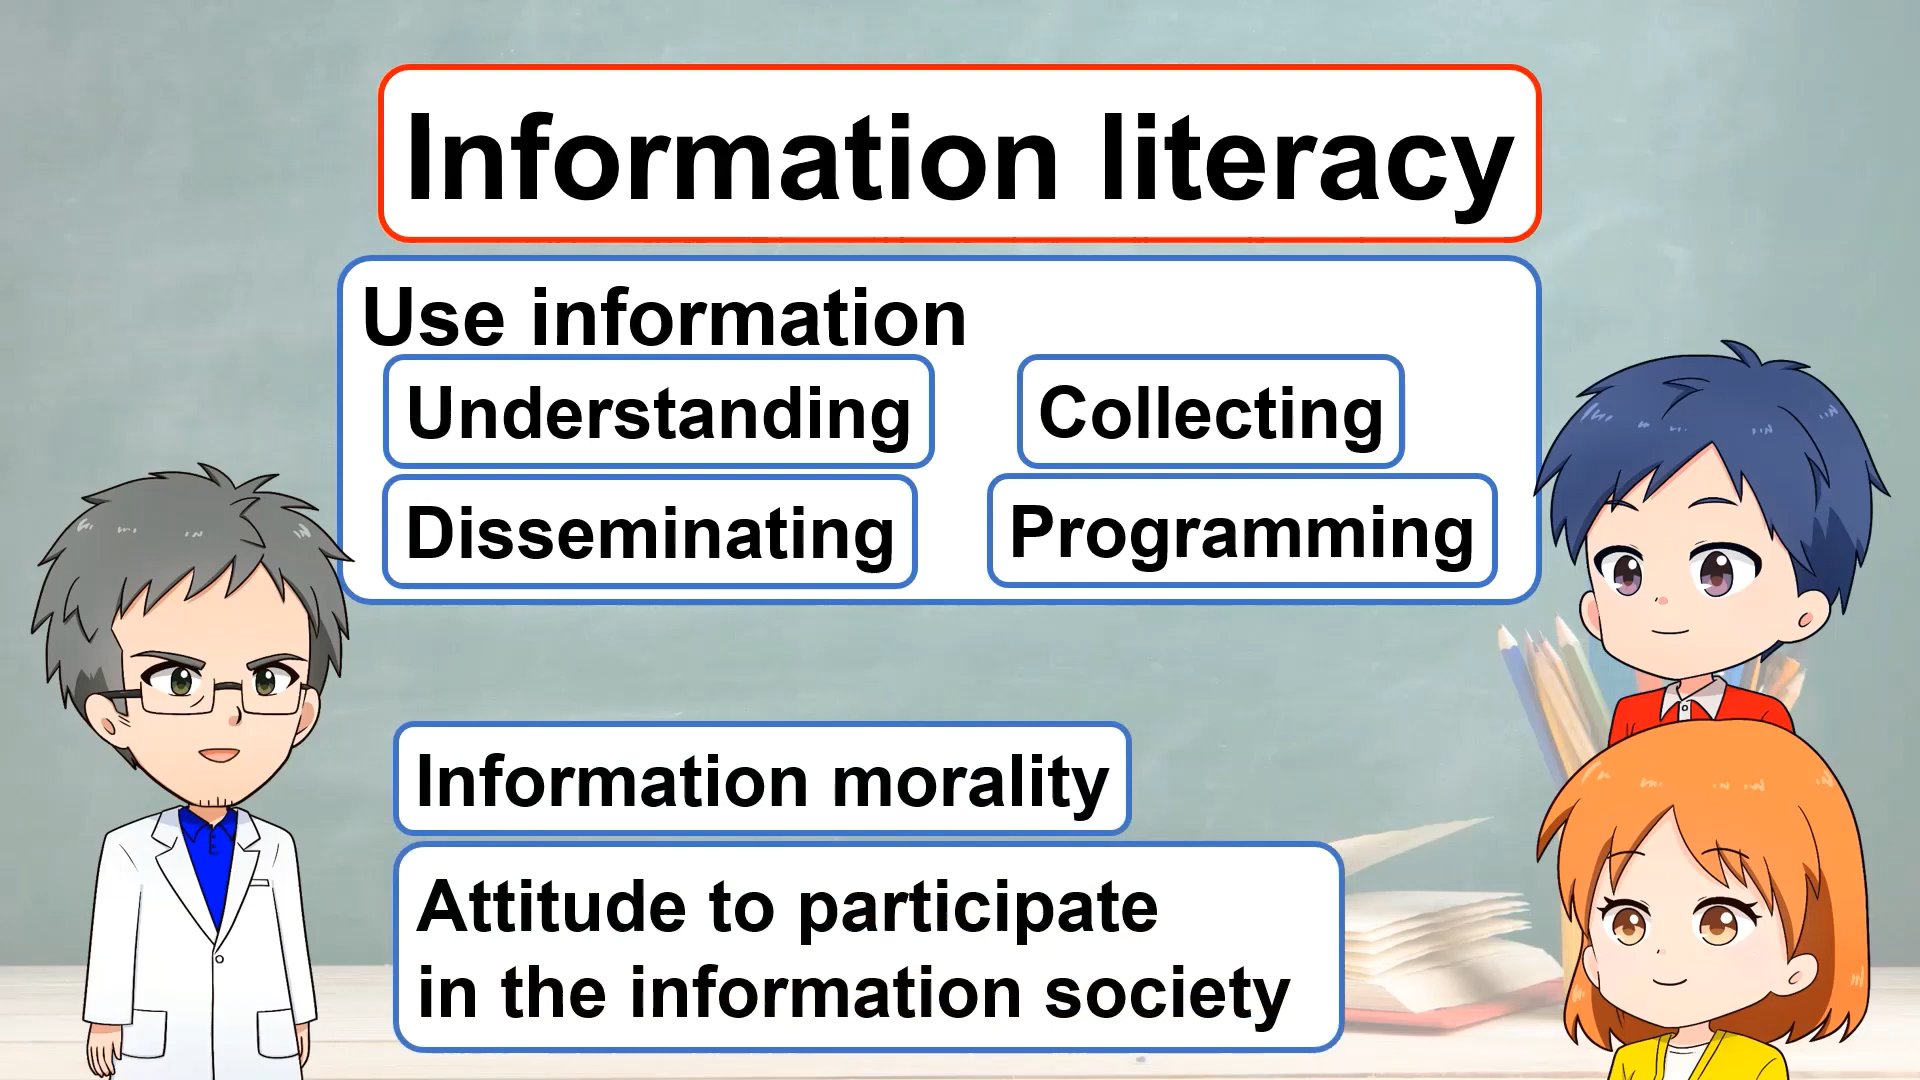 Information literacy
Use information
Understanding
Collecting
Disseminating
Programming
Information morality
Attitude to participate
in the information society